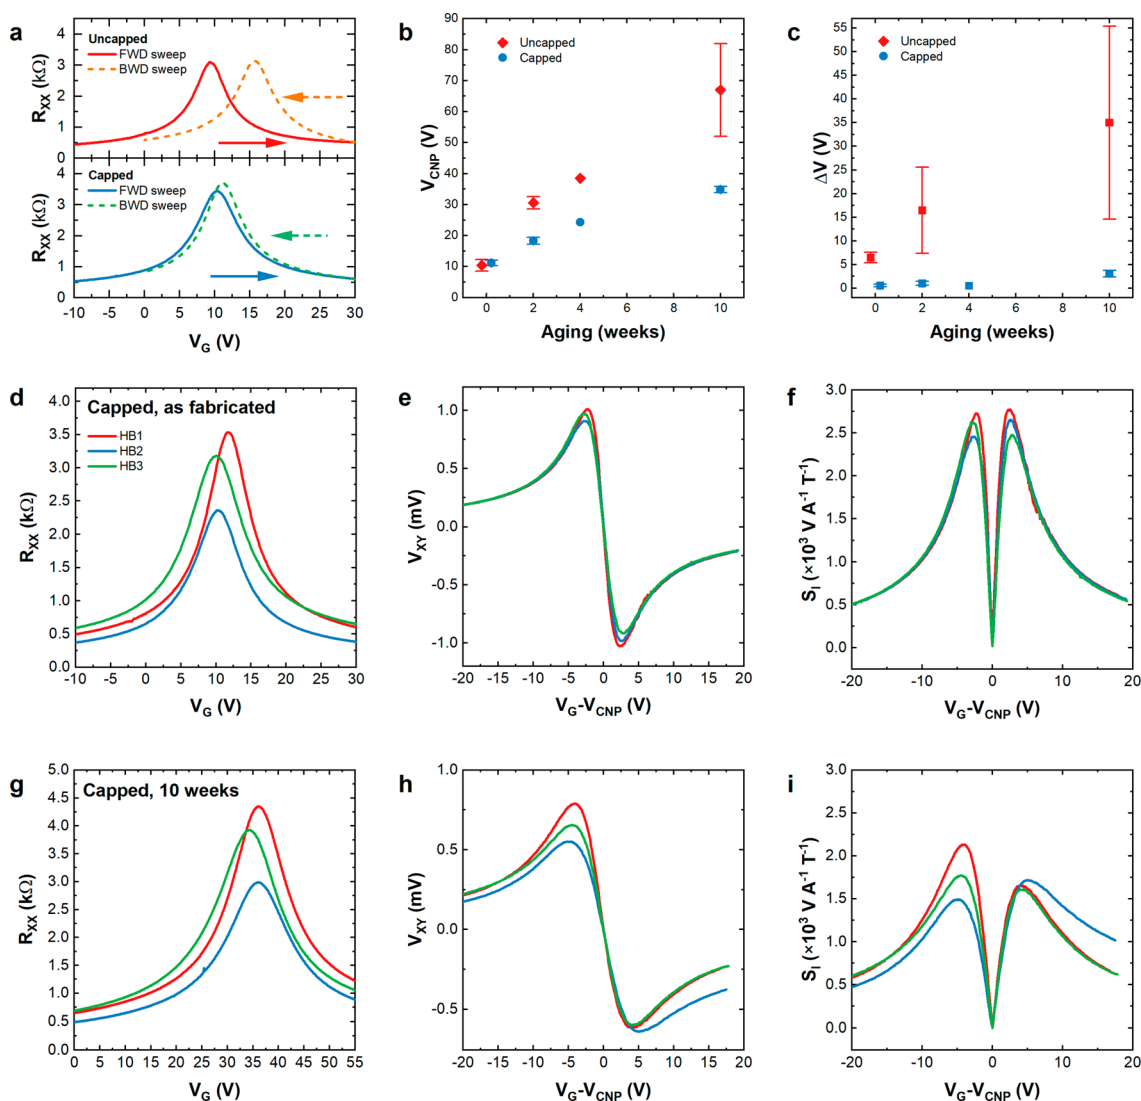 a
Uncapped
FWD sweep
BWD sweep
R_XX (kΩ)
4
3
2
1
0
Capped
FWD sweep
BWD sweep
R_XX (kΩ)
4
3
2
1
0
-10 -5 0 5 10 15 20 25 30
V_G (V)
b
Uncapped
Capped
V_CNP (V)
90
80
70
60
50
40
30
20
10
0
0 2 4 6 8 10
Aging (weeks)
c
Uncapped
Capped
ΔV (V)
55
50
45
40
35
30
25
20
15
10
5
0
0 2 4 6 8 10
Aging (weeks)
d
Capped, as fabricated
HB1
HB2
HB3
R_XX (kΩ)
4.0
3.5
3.0
2.5
2.0
1.5
1.0
0.5
0.0
-10 -5 0 5 10 15 20 25 30
V_G (V)
e
V_XY (mV)
1.0
0.5
0.0
-0.5
-1.0
-20 -15 -10 -5 0 5 10 15 20
V_G-V_CNP (V)
f
S_I (×10³ V A⁻¹ T⁻¹)
3.0
2.5
2.0
1.5
1.0
0.5
0.0
-20 -10 0 10 20
V_G-V_CNP (V)
g
Capped, 10 weeks
R_XX (kΩ)
5.0
4.5
4.0
3.5
3.0
2.5
2.0
1.5
1.0
0.5
0.0
0 5 10 15 20 25 30 35 40 45 50 55
V_G (V)
h
V_XY (mV)
1.0
0.5
0.0
-0.5
-20 -15 -10 -5 0 5 10 15 20
V_G-V_CNP (V)
i
S_I (×10³ V A⁻¹ T⁻¹)
3.0
2.5
2.0
1.5
1.0
0.5
0.0
-20 -10 0 10 20
V_G-V_CNP (V)